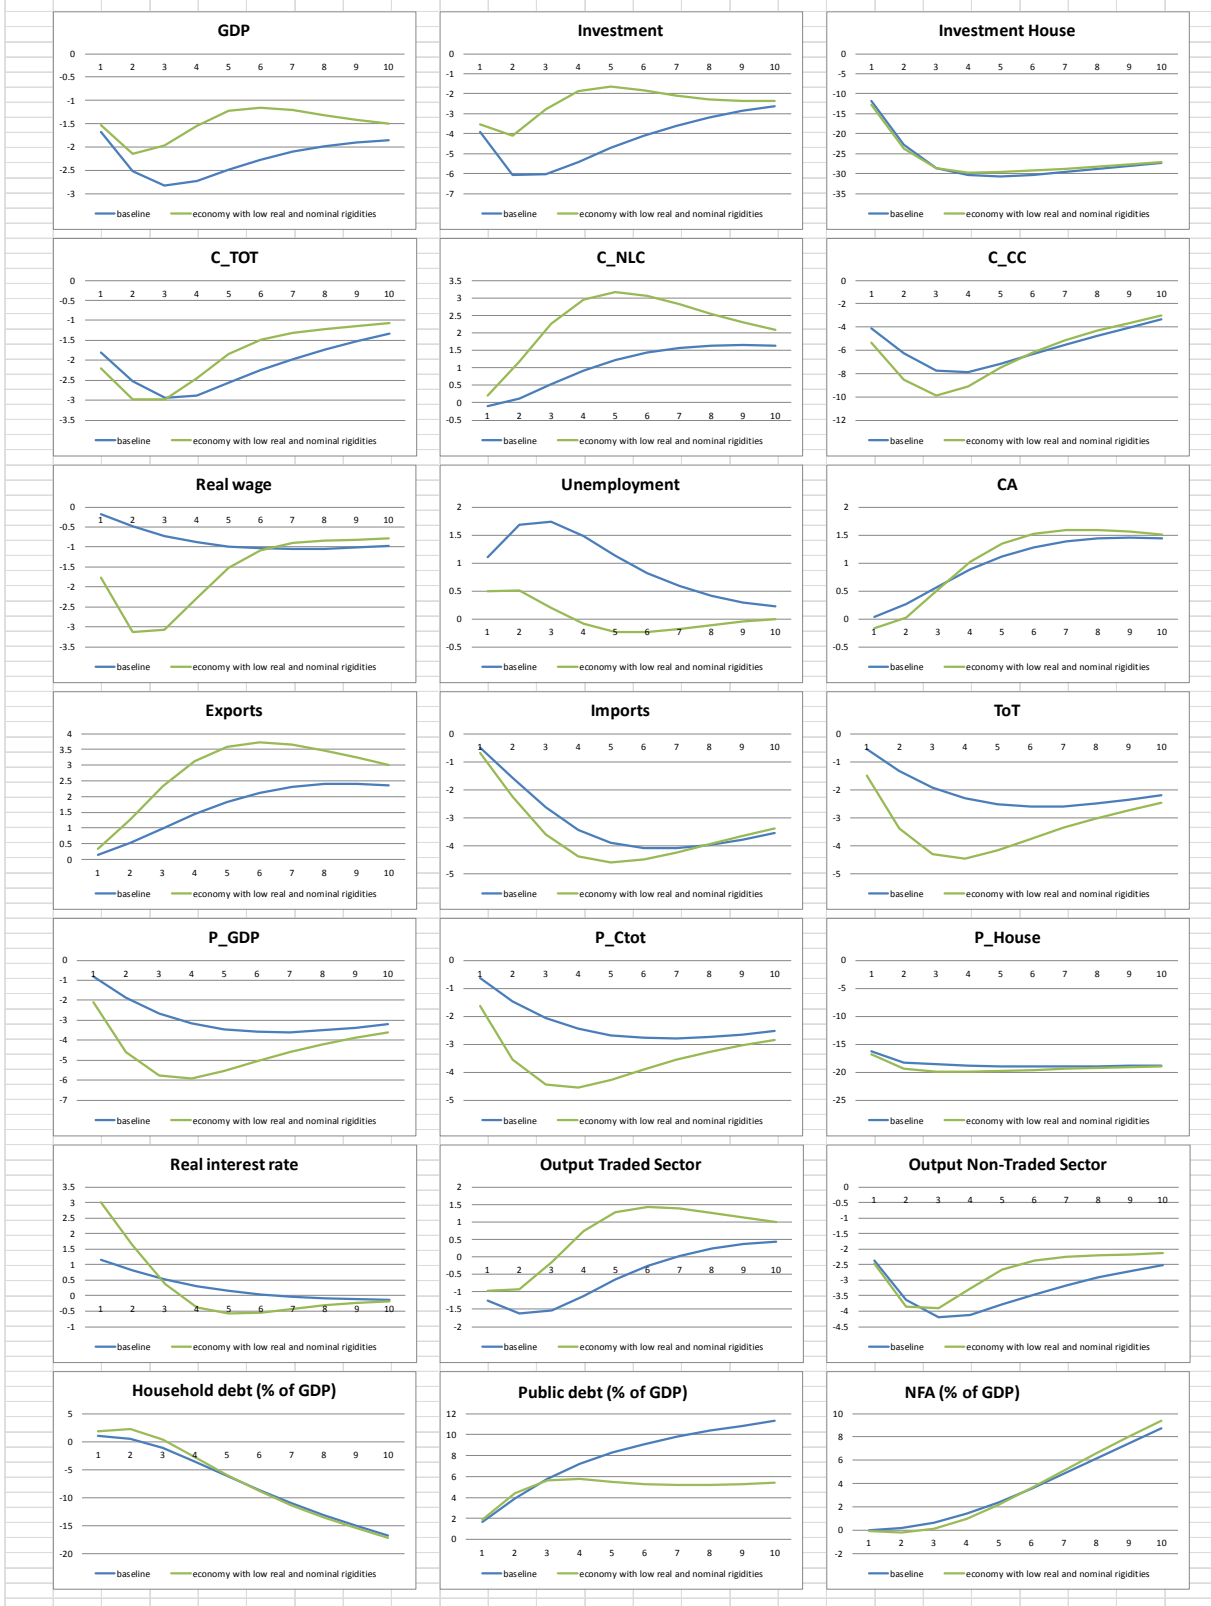 GDP
0
1 2 3 4 5 6 7 8 9 10
-0.5
-1
-1.5
-2
-2.5
-3
baseline economy with low real and nominal rigidities
Investment
0
1 2 3 4 5 6 7 8 9 10
-1
-2
-3
-4
-5
-6
-7
baseline economy with low real and nominal rigidities
Investment House
0
1 2 3 4 5 6 7 8 9 10
-5
-10
-15
-20
-25
-30
-35
baseline economy with low real and nominal rigidities
C_TOT
0
1 2 3 4 5 6 7 8 9 10
-0.5
-1
-1.5
-2
-2.5
-3
-3.5
baseline economy with low real and nominal rigidities
C_NLC
3.5
3
2.5
2
1.5
1
0.5
0
1 2 3 4 5 6 7 8 9 10
-0.5
baseline economy with low real and nominal rigidities
C_CC
0
1 2 3 4 5 6 7 8 9 10
-2
-4
-6
-8
-10
-12
baseline economy with low real and nominal rigidities
Real wage
0
1 2 3 4 5 6 7 8 9 10
-0.5
-1
-1.5
-2
-2.5
-3
-3.5
baseline economy with low real and nominal rigidities
Unemployment
2
1.5
1
0.5
0
1 2 3 4 5 6 7 8 9 10
-0.5
baseline economy with low real and nominal rigidities
CA
2
1.5
1
0.5
0
1 2 3 4 5 6 7 8 9 10
-0.5
baseline economy with low real and nominal rigidities
Exports
4
3.5
3
2.5
2
1.5
1
0.5
0
1 2 3 4 5 6 7 8 9 10
baseline economy with low real and nominal rigidities
Imports
0
1 2 3 4 5 6 7 8 9 10
-1
-2
-3
-4
-5
baseline economy with low real and nominal rigidities
ToT
0
1 2 3 4 5 6 7 8 9 10
-1
-2
-3
-4
-5
baseline economy with low real and nominal rigidities
P_GDP
0
1 2 3 4 5 6 7 8 9 10
-1
-2
-3
-4
-5
-6
-7
baseline economy with low real and nominal rigidities
P_Ctot
0
1 2 3 4 5 6 7 8 9 10
-1
-2
-3
-4
-5
baseline economy with low real and nominal rigidities
P_House
0
1 2 3 4 5 6 7 8 9 10
-5
-10
-15
-20
-25
baseline economy with low real and nominal rigidities
Real interest rate
3.5
3
2.5
2
1.5
1
0.5
0
1 2 3 4 5 6 7 8 9 10
-0.5
-1
baseline economy with low real and nominal rigidities
Output Traded Sector
2
1.5
1
0.5
0
1 2 3 4 5 6 7 8 9 10
-0.5
-1
-1.5
-2
baseline economy with low real and nominal rigidities
Output Non-Traded Sector
0
1 2 3 4 5 6 7 8 9 10
-0.5
-1
-1.5
-2
-2.5
-3
-3.5
-4
-4.5
baseline economy with low real and nominal rigidities
Household debt (% of GDP)
5
0
1 2 3 4 5 6 7 8 9 10
-5
-10
-15
-20
baseline economy with low real and nominal rigidities
Public debt (% of GDP)
12
10
8
6
4
2
0
1 2 3 4 5 6 7 8 9 10
baseline economy with low real and nominal rigidities
NFA (% of GDP)
10
8
6
4
2
0
1 2 3 4 5 6 7 8 9 10
-2
baseline economy with low real and nominal rigidities